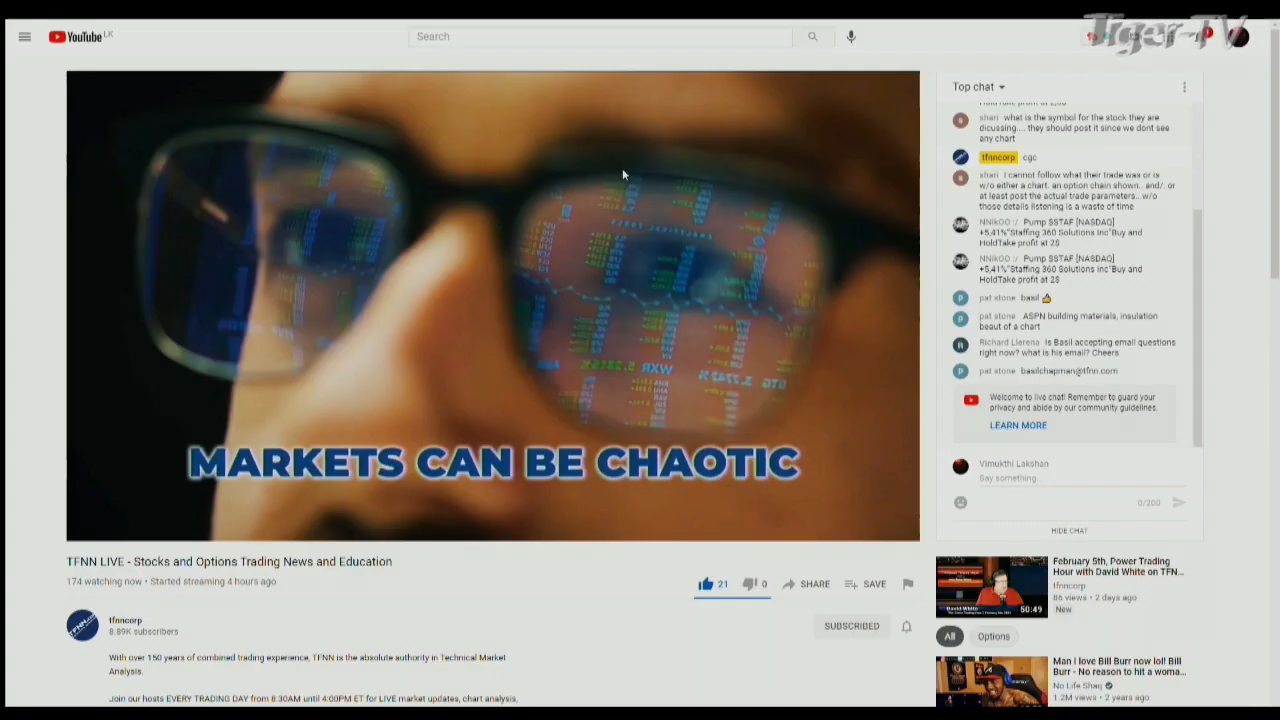 YouTube LK
Search
Tiger-TV
MARKETS CAN BE CHAOTIC
TFNN LIVE - Stocks and Options Trading News and Education
174 watching now • Started streaming 4 hours ago
21
0
SHARE
SAVE
tfnncorp
8.89K subscribers
SUBSCRIBED
With over 150 years of combined trading experience, TFNN is the absolute authority in Technical Market
Analysis.
Join our hosts EVERY TRADING DAY from 8:30AM until 4:00PM ET for LIVE market updates, chart analysis,
Top chat
shari what is the symbol for the stock they are
dicussing.... they should post it since we dont see
any chart
tfnncorp cgc
shari I cannot follow what their trade was or is
w/o either a chart. an option chain shown.. and/. or
at least post the actual trade parameters...w/o
those details listening is a waste of time
NNikOO :/ Pump $STAF [NASDAQ]
+5,41%"Staffing 360 Solutions Inc"Buy and
HoldTake profit at 2$
NNikOO :/ Pump $STAF [NASDAQ]
+5,41%"Staffing 360 Solutions Inc"Buy and
HoldTake profit at 2$
pat stone basil 👍
pat stone ASPN building materials, insulation
beaut of a chart
Richard Llerena Is Basil accepting email questions
right now? what is his email? Cheers
pat stone basilchapman@tfnn.com
Welcome to live chat! Remember to guard your
privacy and abide by our community guidelines.
LEARN MORE
Vimukthi Lakshan
Say something...
0/200
HIDE CHAT
February 5th, Power Trading
Hour with David White on TFN...
tfnncorp
86 views • 2 days ago
New
David White
50:49
All
Options
Man I love Bill Burr now lol! Bill
Burr - No reason to hit a woma...
No Life Shaq
1.2M views • 2 years ago